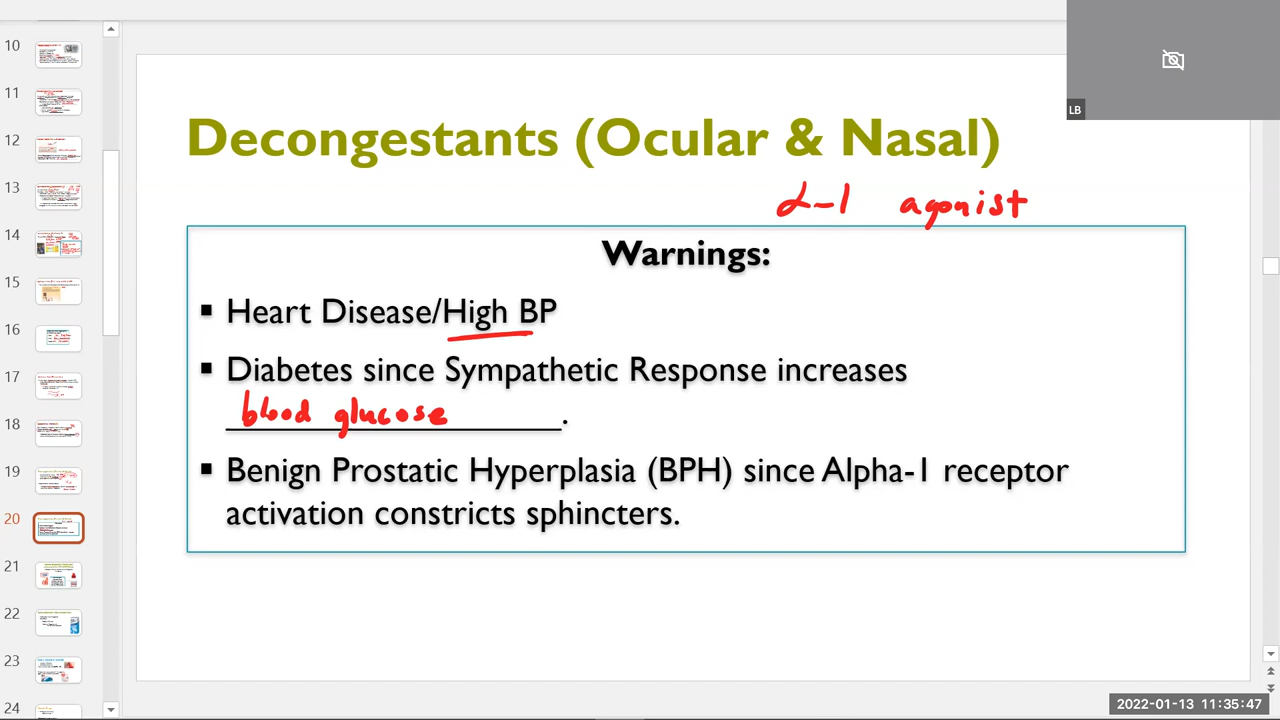 LB
Decongestants (Ocular & Nasal)
α-1 agonist
Warnings:
▪ Heart Disease/High BP
▪ Diabetes since Sympathetic Response increases
blood glucose.
▪ Benign Prostatic Hyperplasia (BPH) since Alpha-1 receptor
activation constricts sphincters.
10
11
12
13
14
15
16
18
19
20
21
22
23
24
2022-01-13 11:35:47